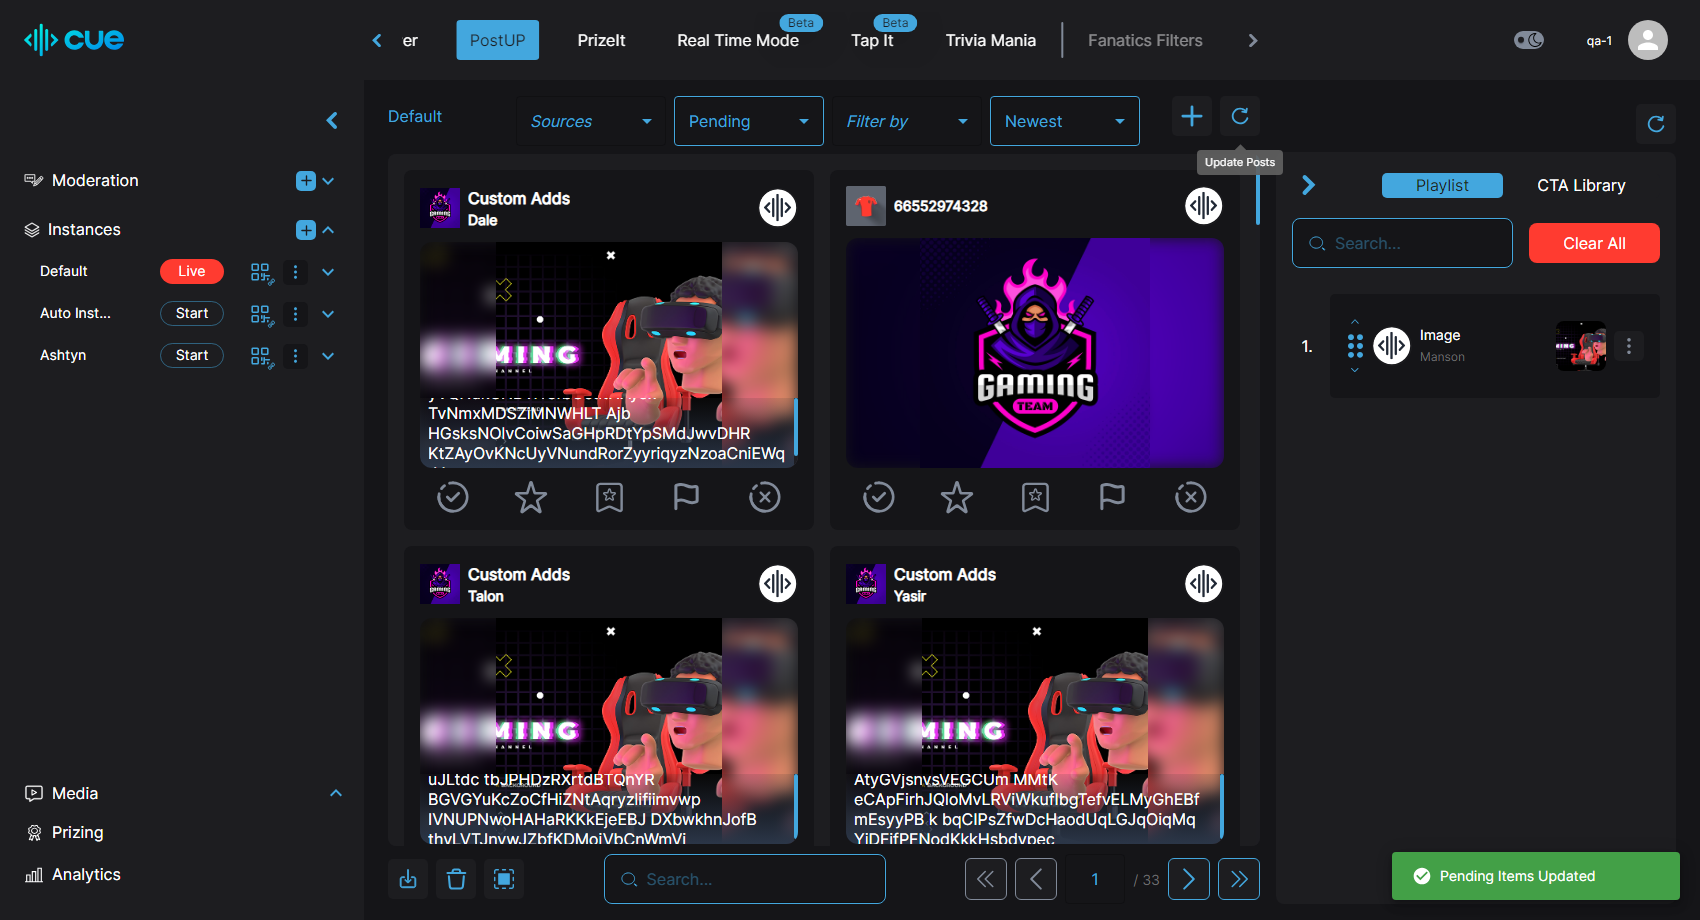 cue
er
PostUP
PrizeIt
Real Time Mode
Beta
Tap It
Beta
Trivia Mania
Fanatics Filters
qa-1
Moderation
Instances
Default
Live
Auto Inst...
Start
Ashtyn
Start
Media
Prizing
Analytics
Default
Sources
Pending
Filter by
Newest
Update Posts
Custom Adds
Dale
MING
TvNmxMDSZiMNWHLT Ajb
HGsksNOlvCoiwSaGHpRDtYpSMdJwvDHR
KtZAyOvKNcUyVNundRorZyyriqyzNzoaCniEWq
66552974328
GAMING
TEAM
Custom Adds
Talon
MING
uJLtdc tbJPHDzRXrtdBTQnYR
BGVGYuKcZoCfHiZNtAqryzlifiimvwp
IVNUPNwoHAHaRKKkEjeEBJ DXbwkhnJofB
Custom Adds
Yasir
MING
AtyGVjsnvsVEGCUm MMtK
eCApFirhJQloMvLRViWkufIbgTefvELMyGhEBf
mEsyyPB k bqCIPsZfwDcHaodUqLGJqOiqMq
Search...
1
/ 33
Playlist
CTA Library
Search...
Clear All
1.
Image
Manson
Pending Items Updated